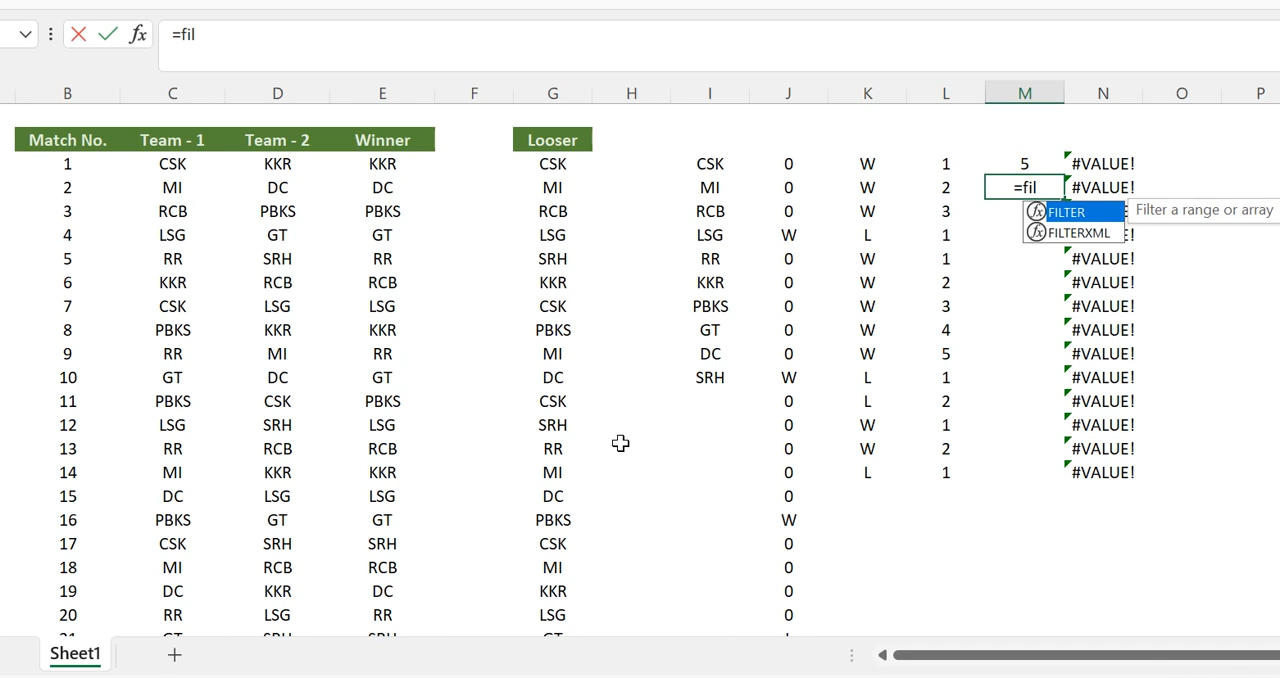 fx =fil
B C D E F G H I J K L M N O P
Match No. Team - 1 Team - 2 Winner Looser
1 CSK KKR KKR CSK CSK 0 W 1 5 #VALUE!
2 MI DC DC MI MI 0 W 2 =fil #VALUE!
3 RCB PBKS PBKS RCB RCB 0 W 3 fx FILTER Filter a range or array
4 LSG GT GT LSG LSG W L 1 fx FILTERXML !
5 RR SRH RR SRH RR 0 W 1 #VALUE!
6 KKR RCB RCB KKR KKR 0 W 2 #VALUE!
7 CSK LSG LSG CSK PBKS 0 W 3 #VALUE!
8 PBKS KKR KKR PBKS GT 0 W 4 #VALUE!
9 RR MI RR MI DC 0 W 5 #VALUE!
10 GT DC GT DC SRH W L 1 #VALUE!
11 PBKS CSK PBKS CSK 0 L 2 #VALUE!
12 LSG SRH LSG SRH 0 W 1 #VALUE!
13 RR RCB RCB RR 0 W 2 #VALUE!
14 MI KKR KKR MI 0 L 1 #VALUE!
15 DC LSG LSG DC 0
16 PBKS GT GT PBKS W
17 CSK SRH SRH CSK 0
18 MI RCB RCB MI 0
19 DC KKR DC KKR 0
20 RR LSG RR LSG 0
Sheet1